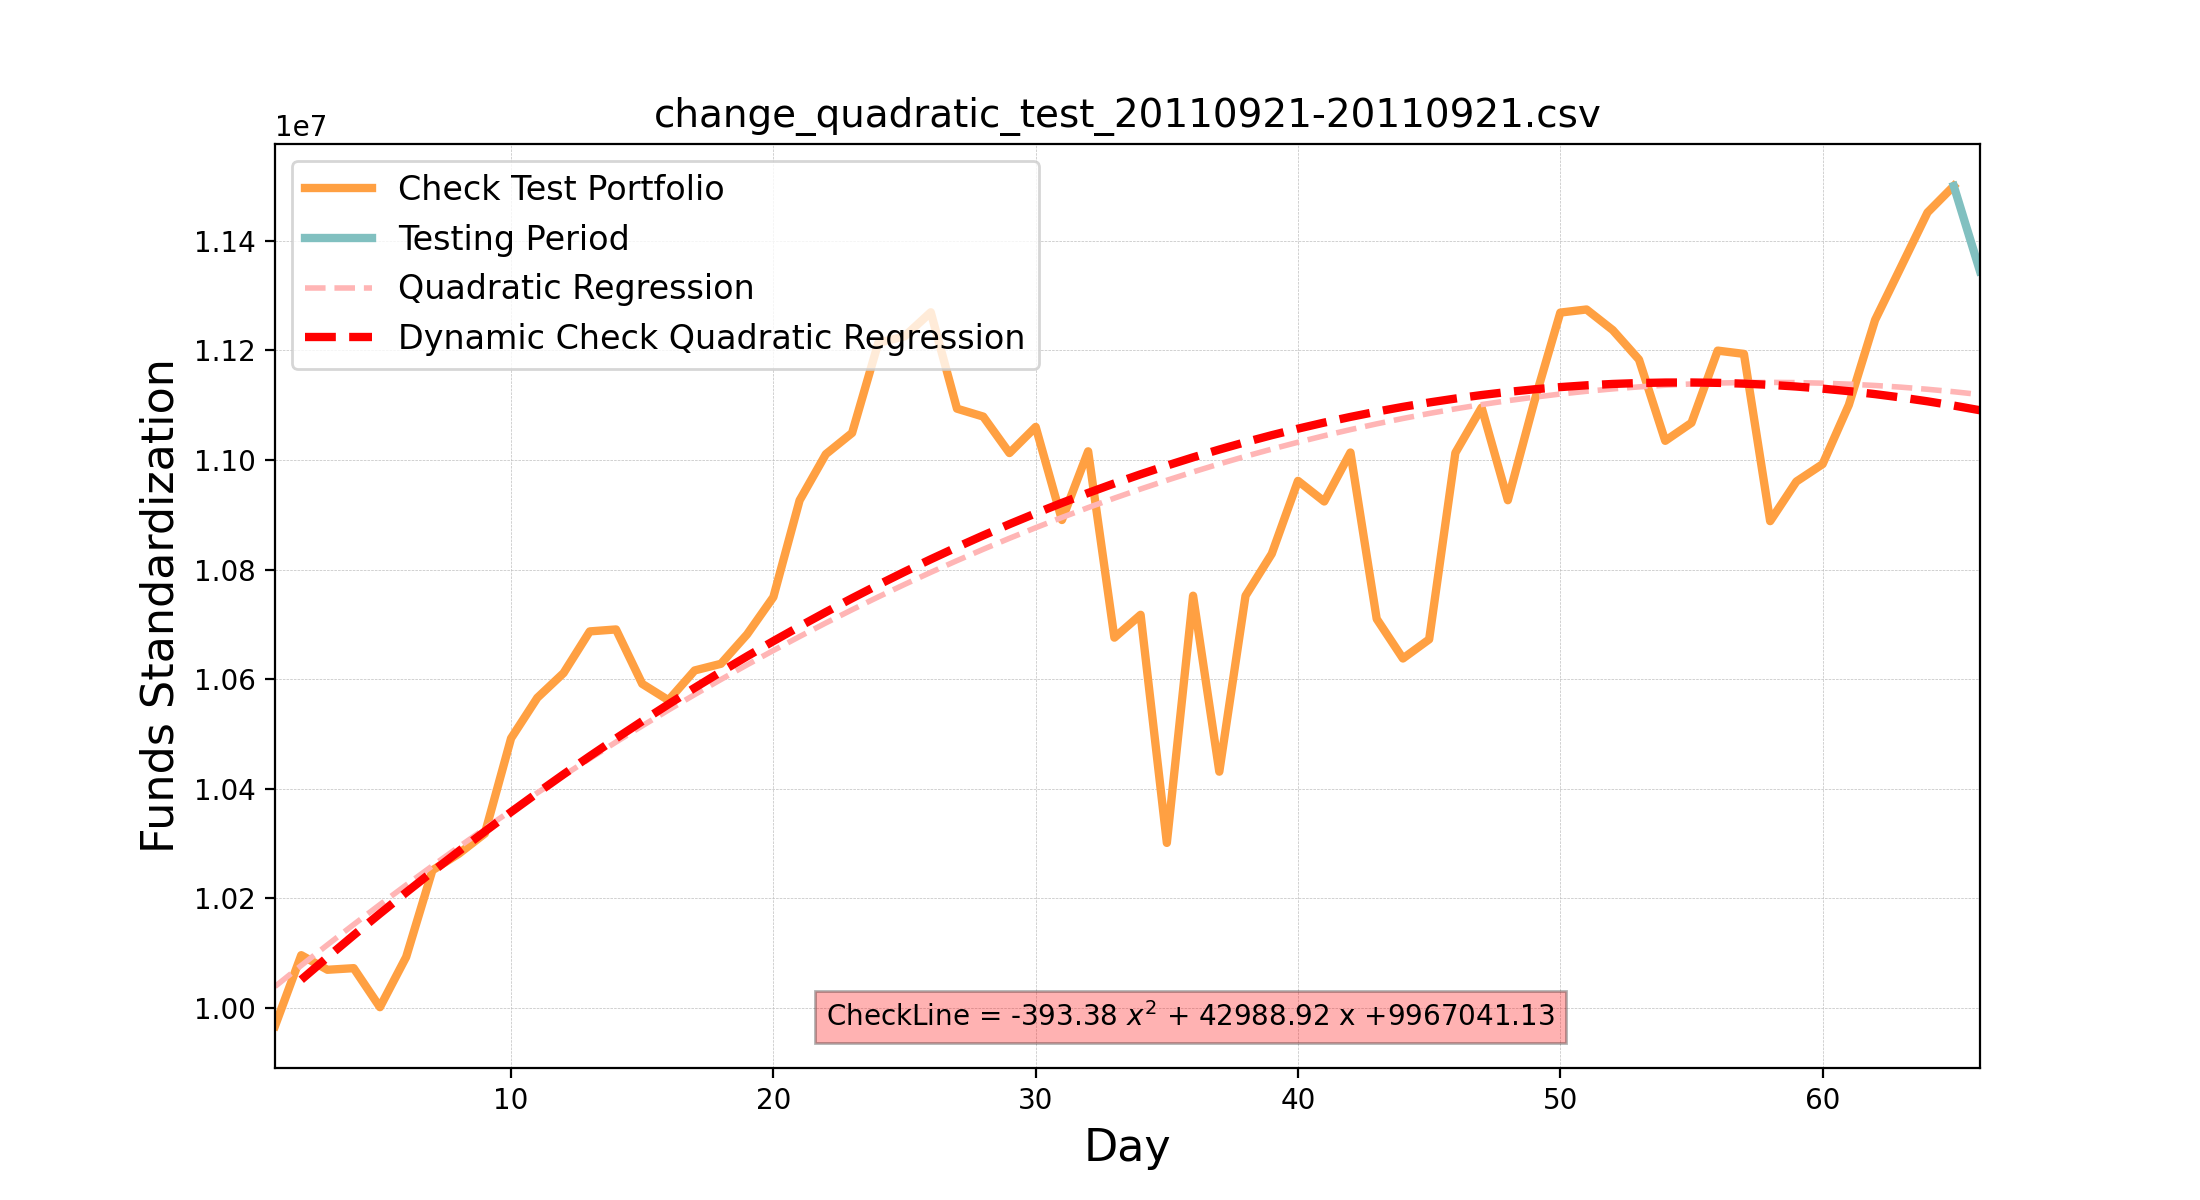 change_quadratic_test_20110921-20110921.csv
1e7
Check Test Portfolio
Testing Period
Quadratic Regression
Dynamic Check Quadratic Regression
1.14
1.12
1.10
1.08
1.06
1.04
1.02
1.00
Funds Standardization
CheckLine = -393.38 x² + 42988.92 x +9967041.13
10 20 30 40 50 60
Day